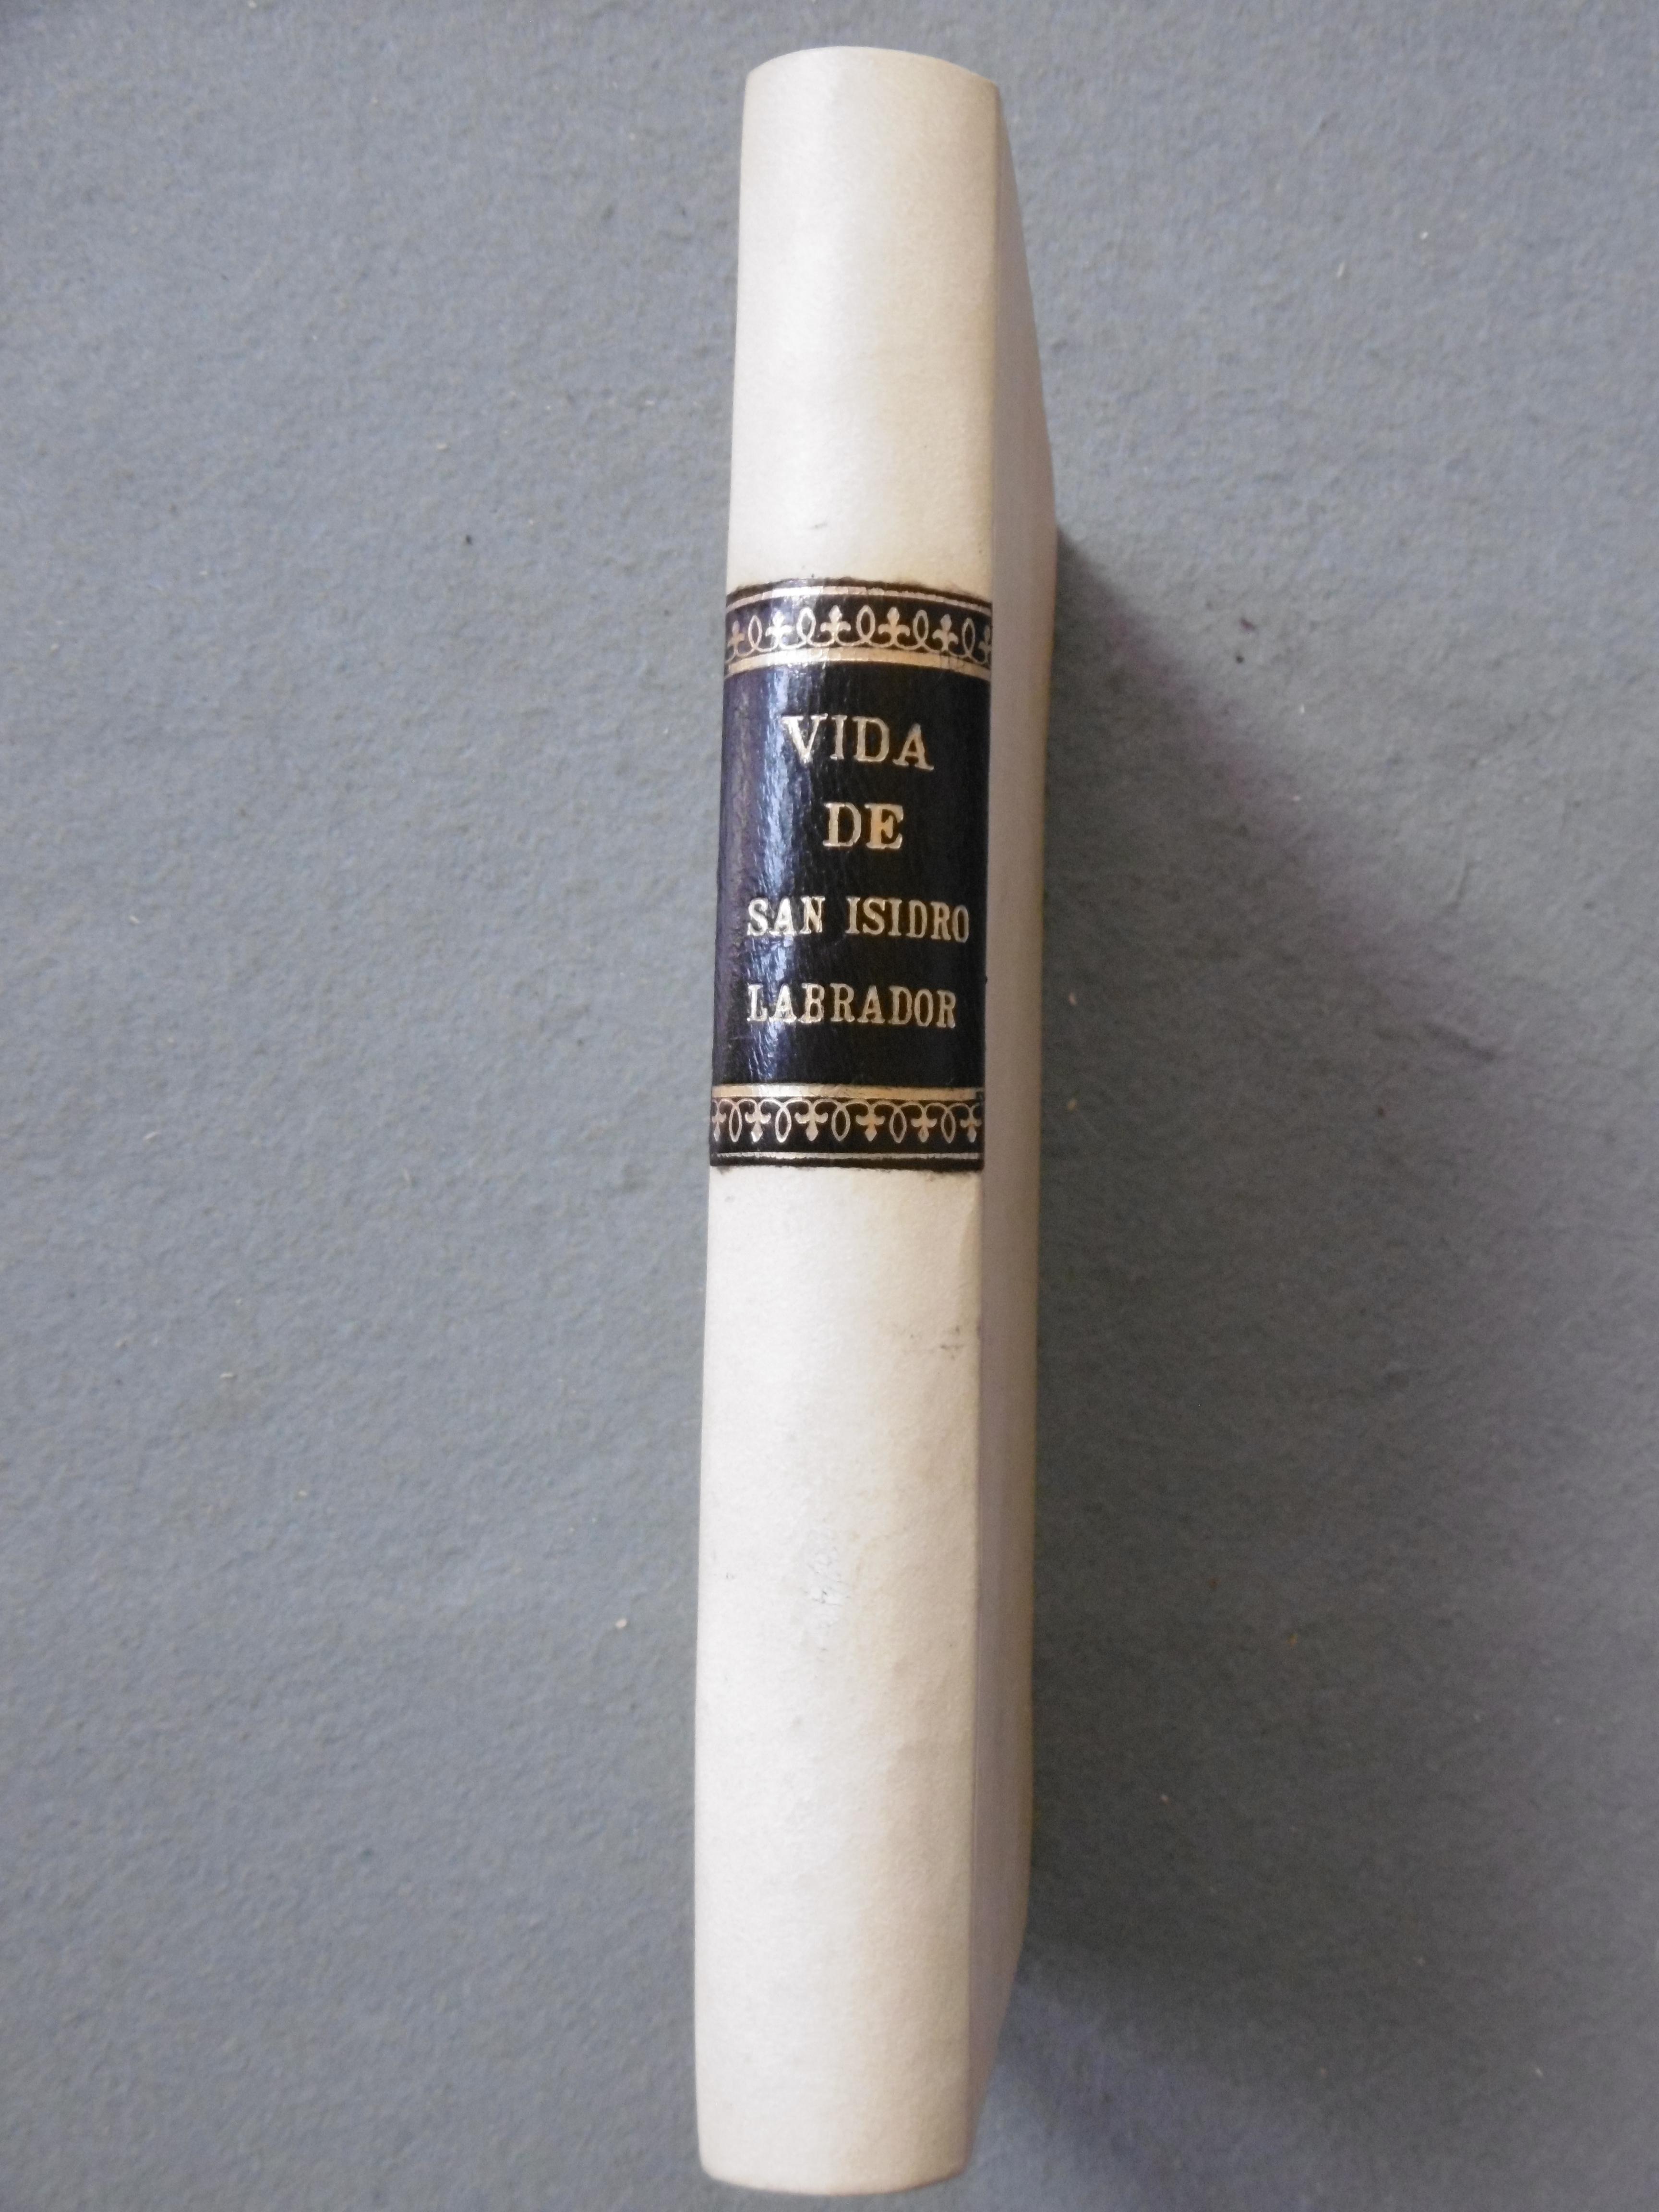 VIDA
DE
SAN ISIDRO
LABRADOR